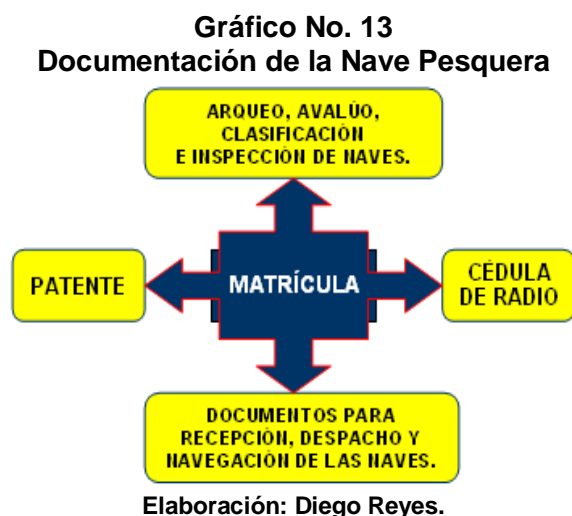 Gráfico No. 13
Documentación de la Nave Pesquera
ARQUEO, AVALÚO,
CLASIFICACIÓN
E INSPECCIÓN DE NAVES.
PATENTE
MATRÍCULA
CÉDULA
DE RADIO
DOCUMENTOS PARA
RECEPCIÓN, DESPACHO Y
NAVEGACIÓN DE LAS NAVES.
Elaboración: Diego Reyes.